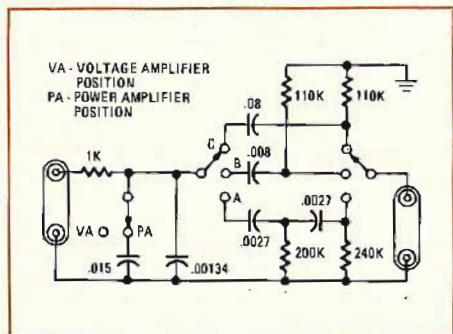 VA - VOLTAGE AMPLIFIER
POSITION
PA - POWER AMPLIFIER
POSITION
110K
110K
.08
C
1K
B
.008
A
VA
PA
.0027
.0027
.015
.00134
200K
240K